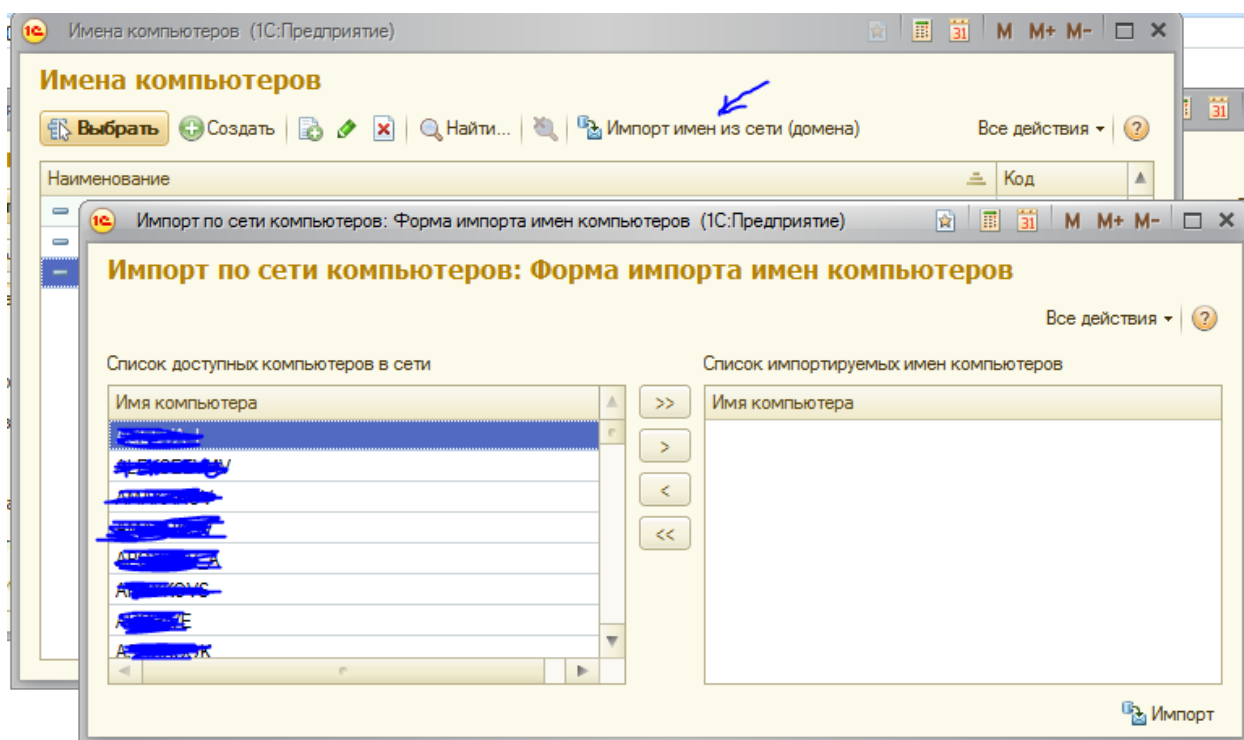 Имена компьютеров (1С:Предприятие)
M M+ M-
Имена компьютеров
Выбрать Создать Найти... Импорт имен из сети (домена) Все действия
Наименование Код
Импорт по сети компьютеров: Форма импорта имен компьютеров (1С:Предприятие)
M M+ M-
Импорт по сети компьютеров: Форма импорта имен компьютеров
Все действия
Список доступных компьютеров в сети
Список импортируемых имен компьютеров
Имя компьютера
>>
Имя компьютера
>
<
<<
Импорт